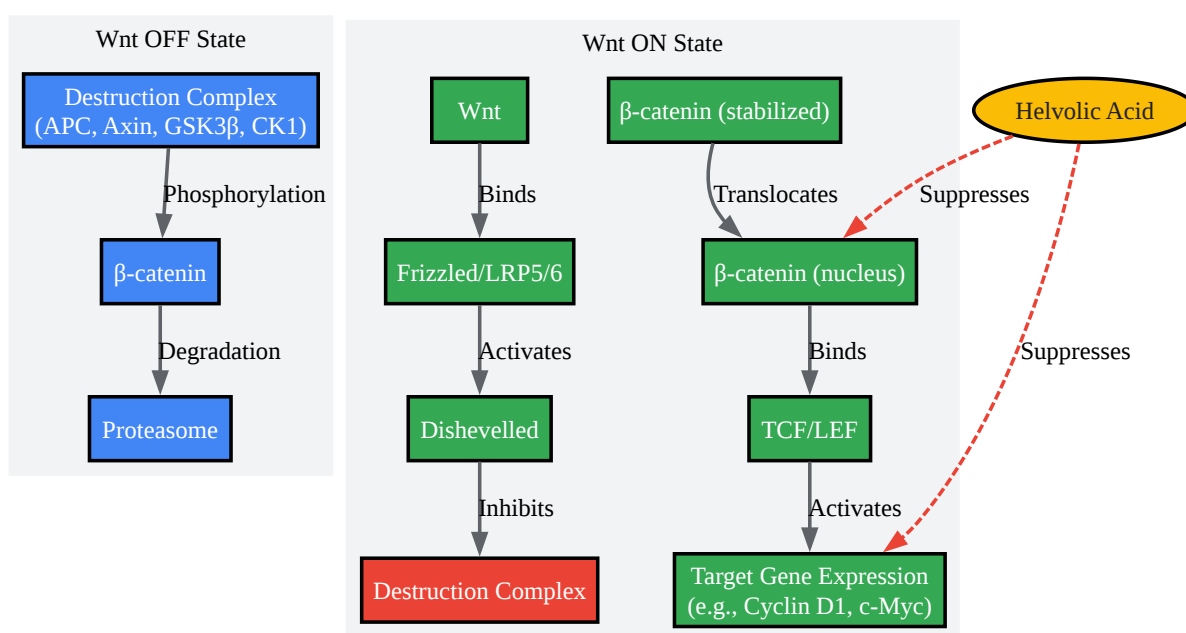 Wnt OFF State
Destruction Complex
(APC, Axin, GSK3β, CK1)
Phosphorylation
β-catenin
Degradation
Proteasome
Wnt ON State
Wnt
Binds
Frizzled/LRP5/6
Activates
Dishevelled
Inhibits
Destruction Complex
β-catenin (stabilized)
Translocates
β-catenin (nucleus)
Binds
TCF/LEF
Activates
Target Gene Expression
(e.g., Cyclin D1, c-Myc)
Helvolic Acid
Suppresses
Suppresses